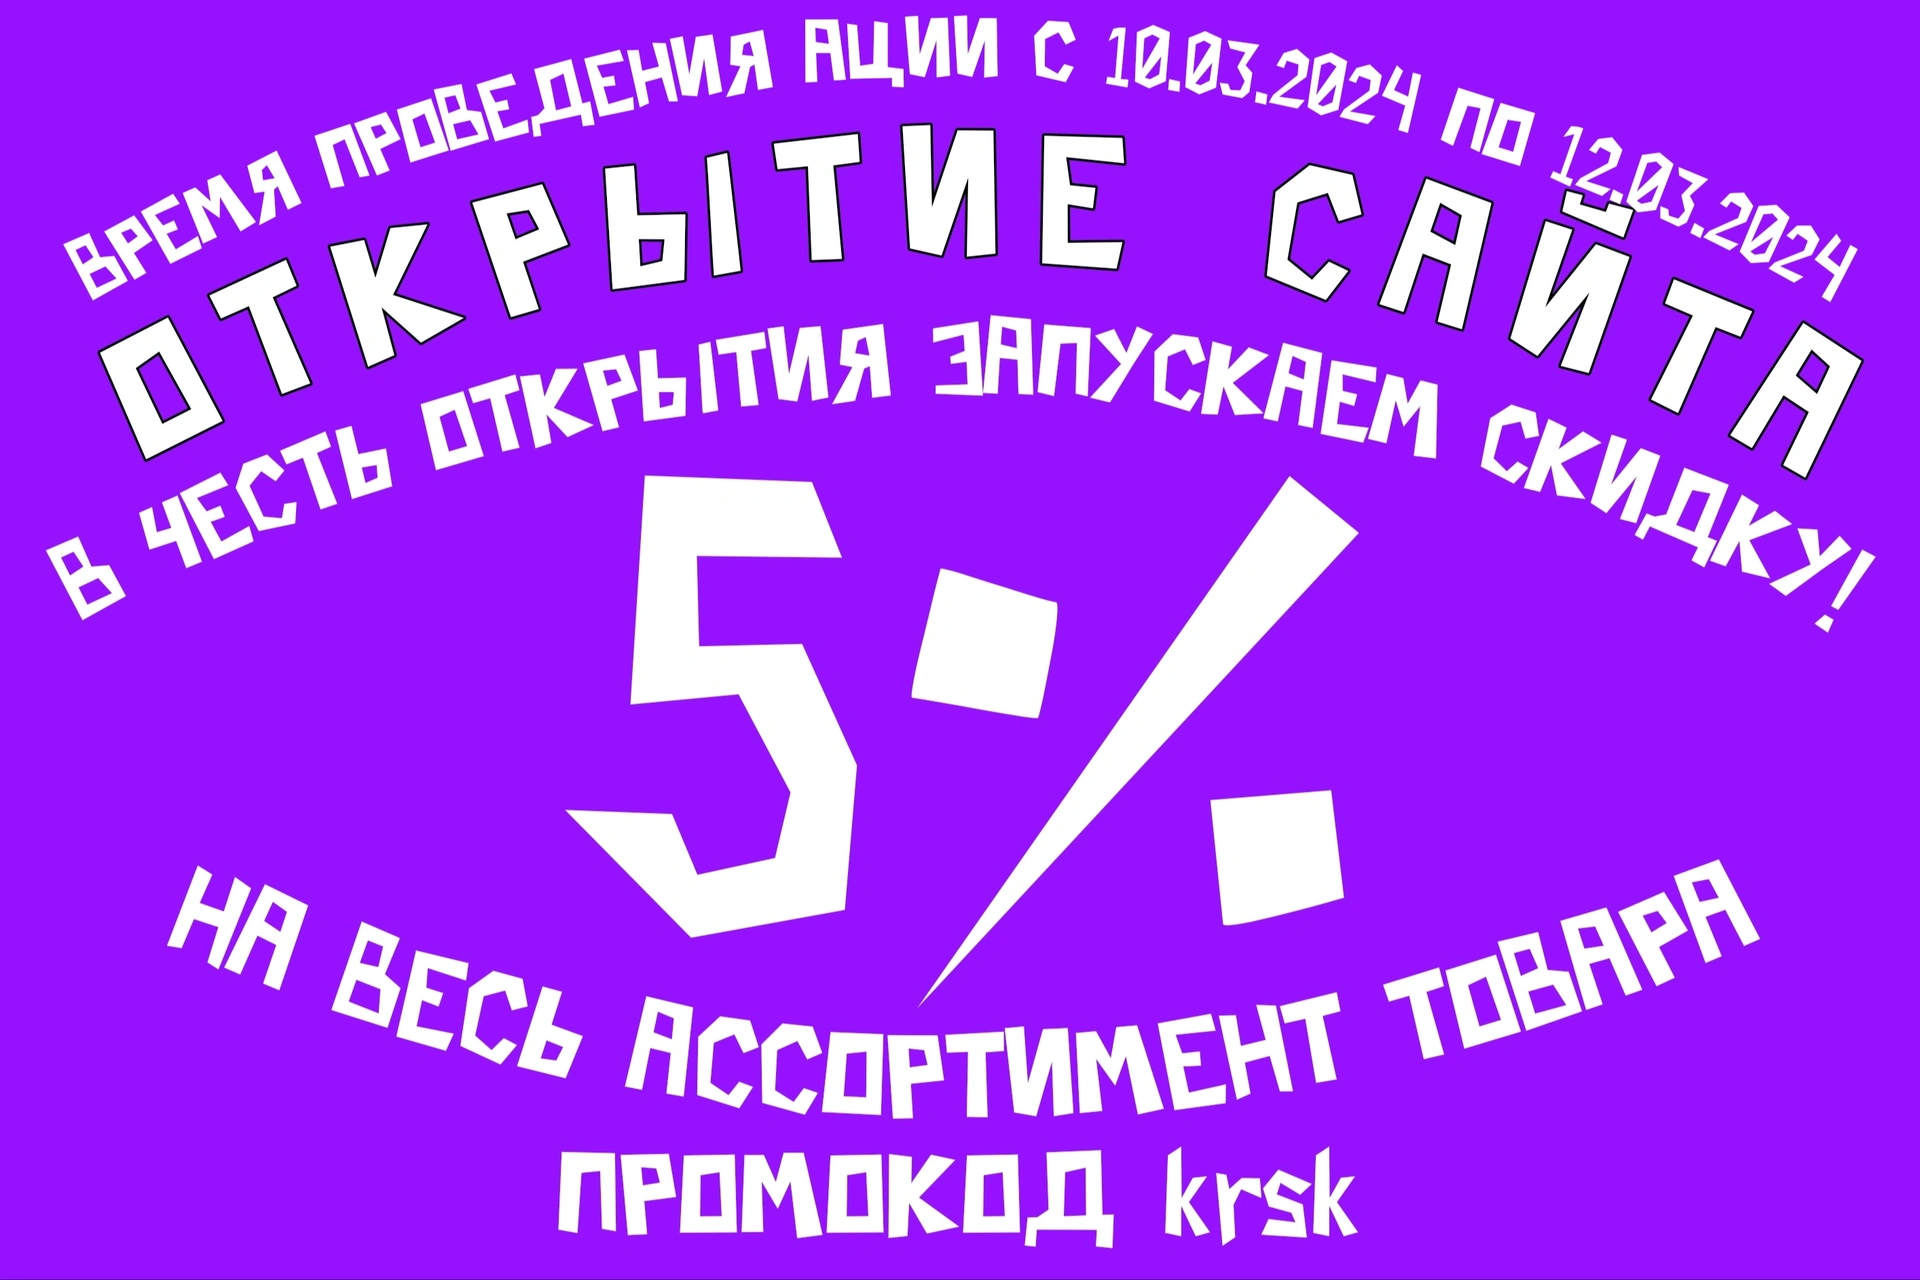 ВРЕМЯ ПРОВЕДЕНИЯ АЦИИ С 10.03.2024 ПО 12.03.2024
ОТКРЫТИЕ САЙТА
В ЧЕСТЬ ОТКРЫТИЯ ЗАПУСКАЕМ СКИДКУ!
5%
НА ВЕСЬ АССОРТИМЕНТ ТОВАРА
ПРОМОКОД krsk